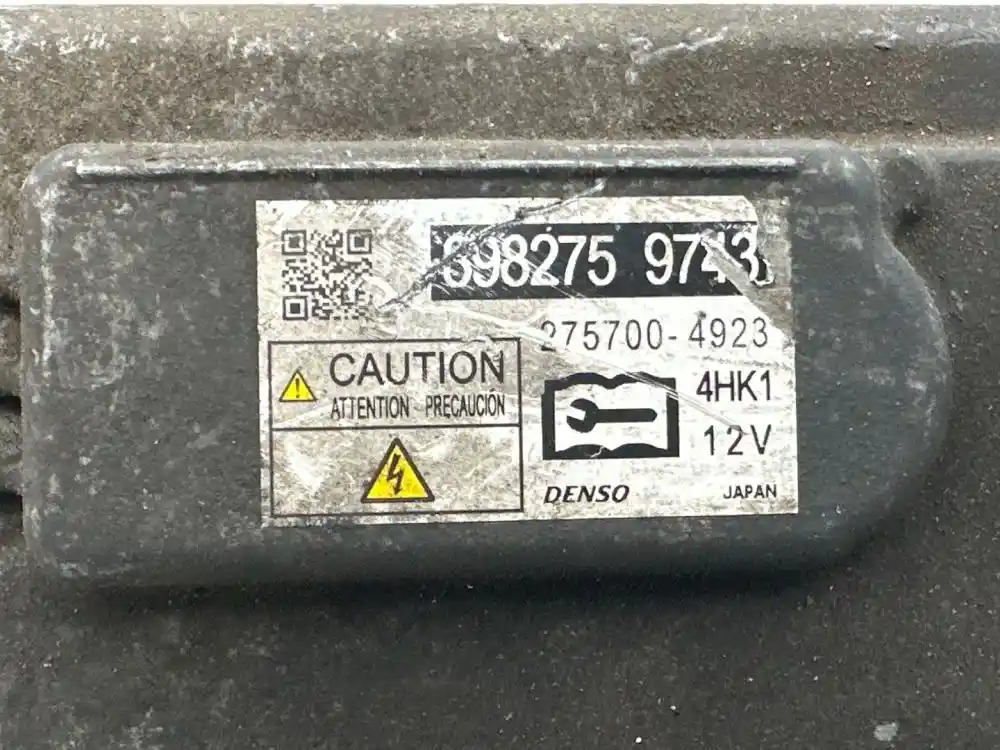 898275 9743
275700-4923
CAUTION
ATTENTION PRECAUCIÓN
4HK1
12V
DENSO
JAPAN